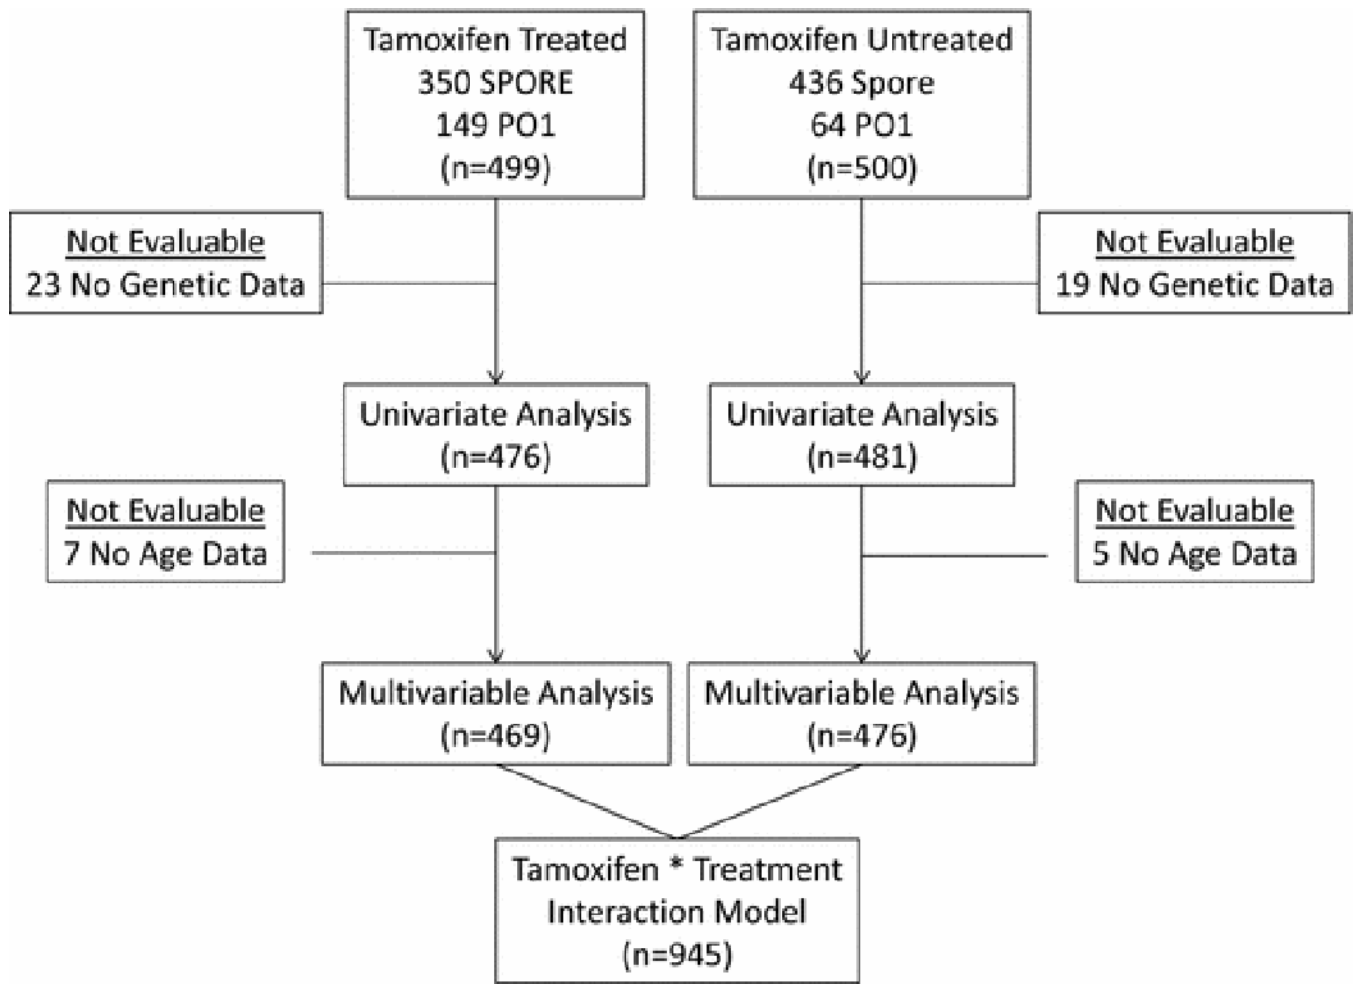 Tamoxifen Treated
350 SPORE
149 PO1
(n=499)
Tamoxifen Untreated
436 Spore
64 PO1
(n=500)
Not Evaluable
23 No Genetic Data
Not Evaluable
19 No Genetic Data
Univariate Analysis
(n=476)
Univariate Analysis
(n=481)
Not Evaluable
7 No Age Data
Not Evaluable
5 No Age Data
Multivariable Analysis
(n=469)
Multivariable Analysis
(n=476)
Tamoxifen * Treatment
Interaction Model
(n=945)